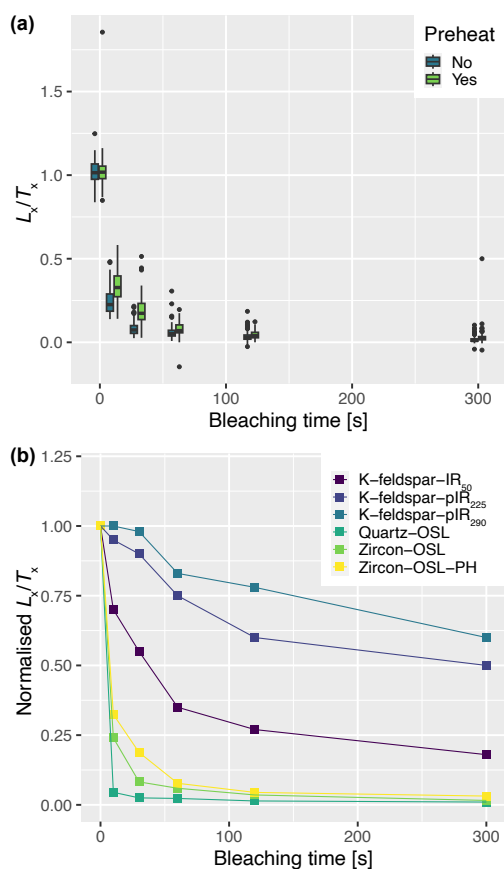 (a)
Preheat
No
Yes
1.5
1.0
0.5
0.0
Lx/Tx
0 100 200 300
Bleaching time [s]
(b)
1.25
1.00
0.75
0.50
0.25
0.00
Normalised Lx/Tx
K−feldspar−IR50
K−feldspar−pIR225
K−feldspar−pIR290
Quartz−OSL
Zircon−OSL
Zircon−OSL−PH
0 100 200 300
Bleaching time [s]